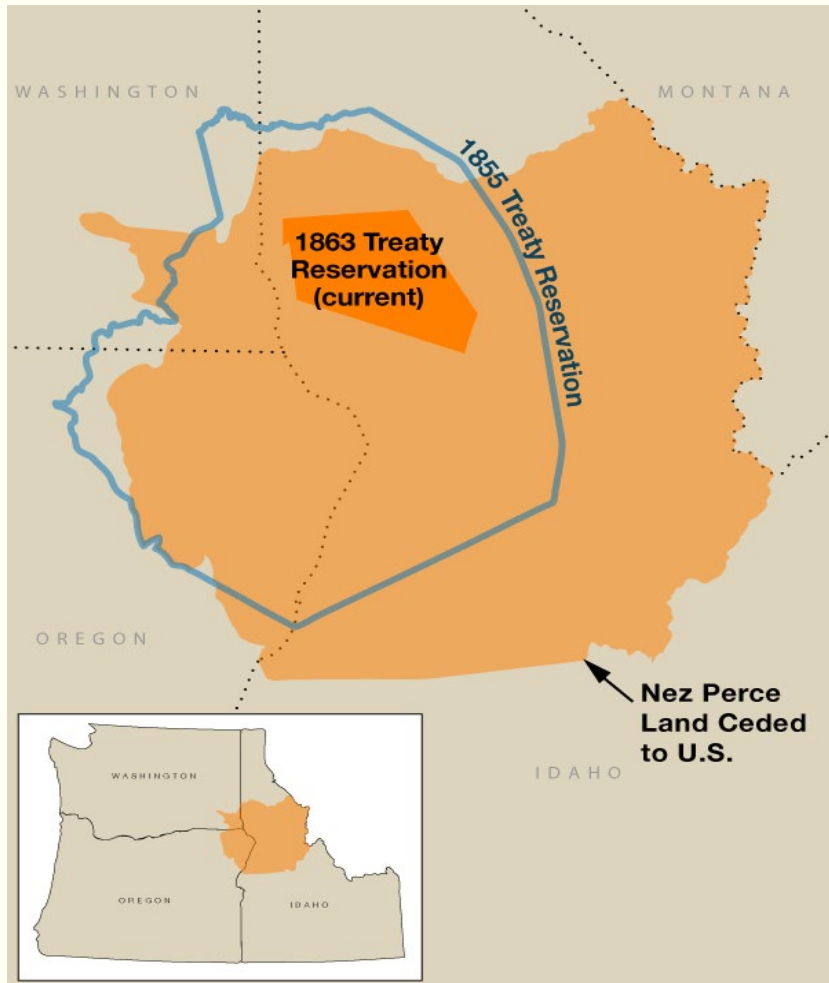 WASHINGTON
MONTANA
1855 Treaty Reservation
1863 Treaty
Reservation
(current)
OREGON
Nez Perce
Land Ceded
to U.S.
IDAHO
WASHINGTON
OREGON
IDAHO